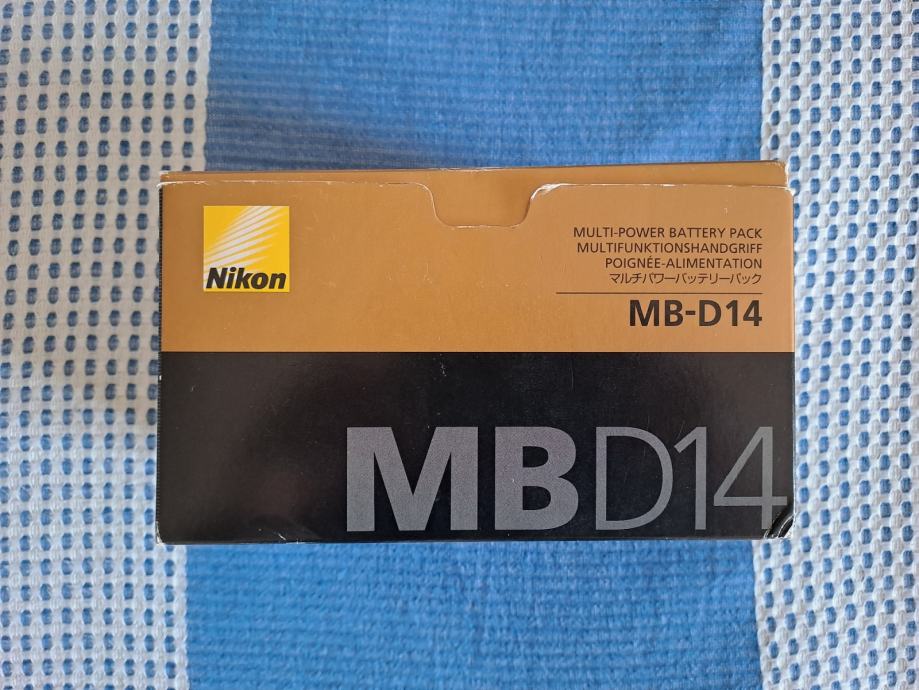 Nikon
MULTI-POWER BATTERY PACK
MULTIFUNKTIONSHANDGRIFF
POIGNÉE-ALIMENTATION
マルチパワーバッテリーパック
MB-D14
MBD14